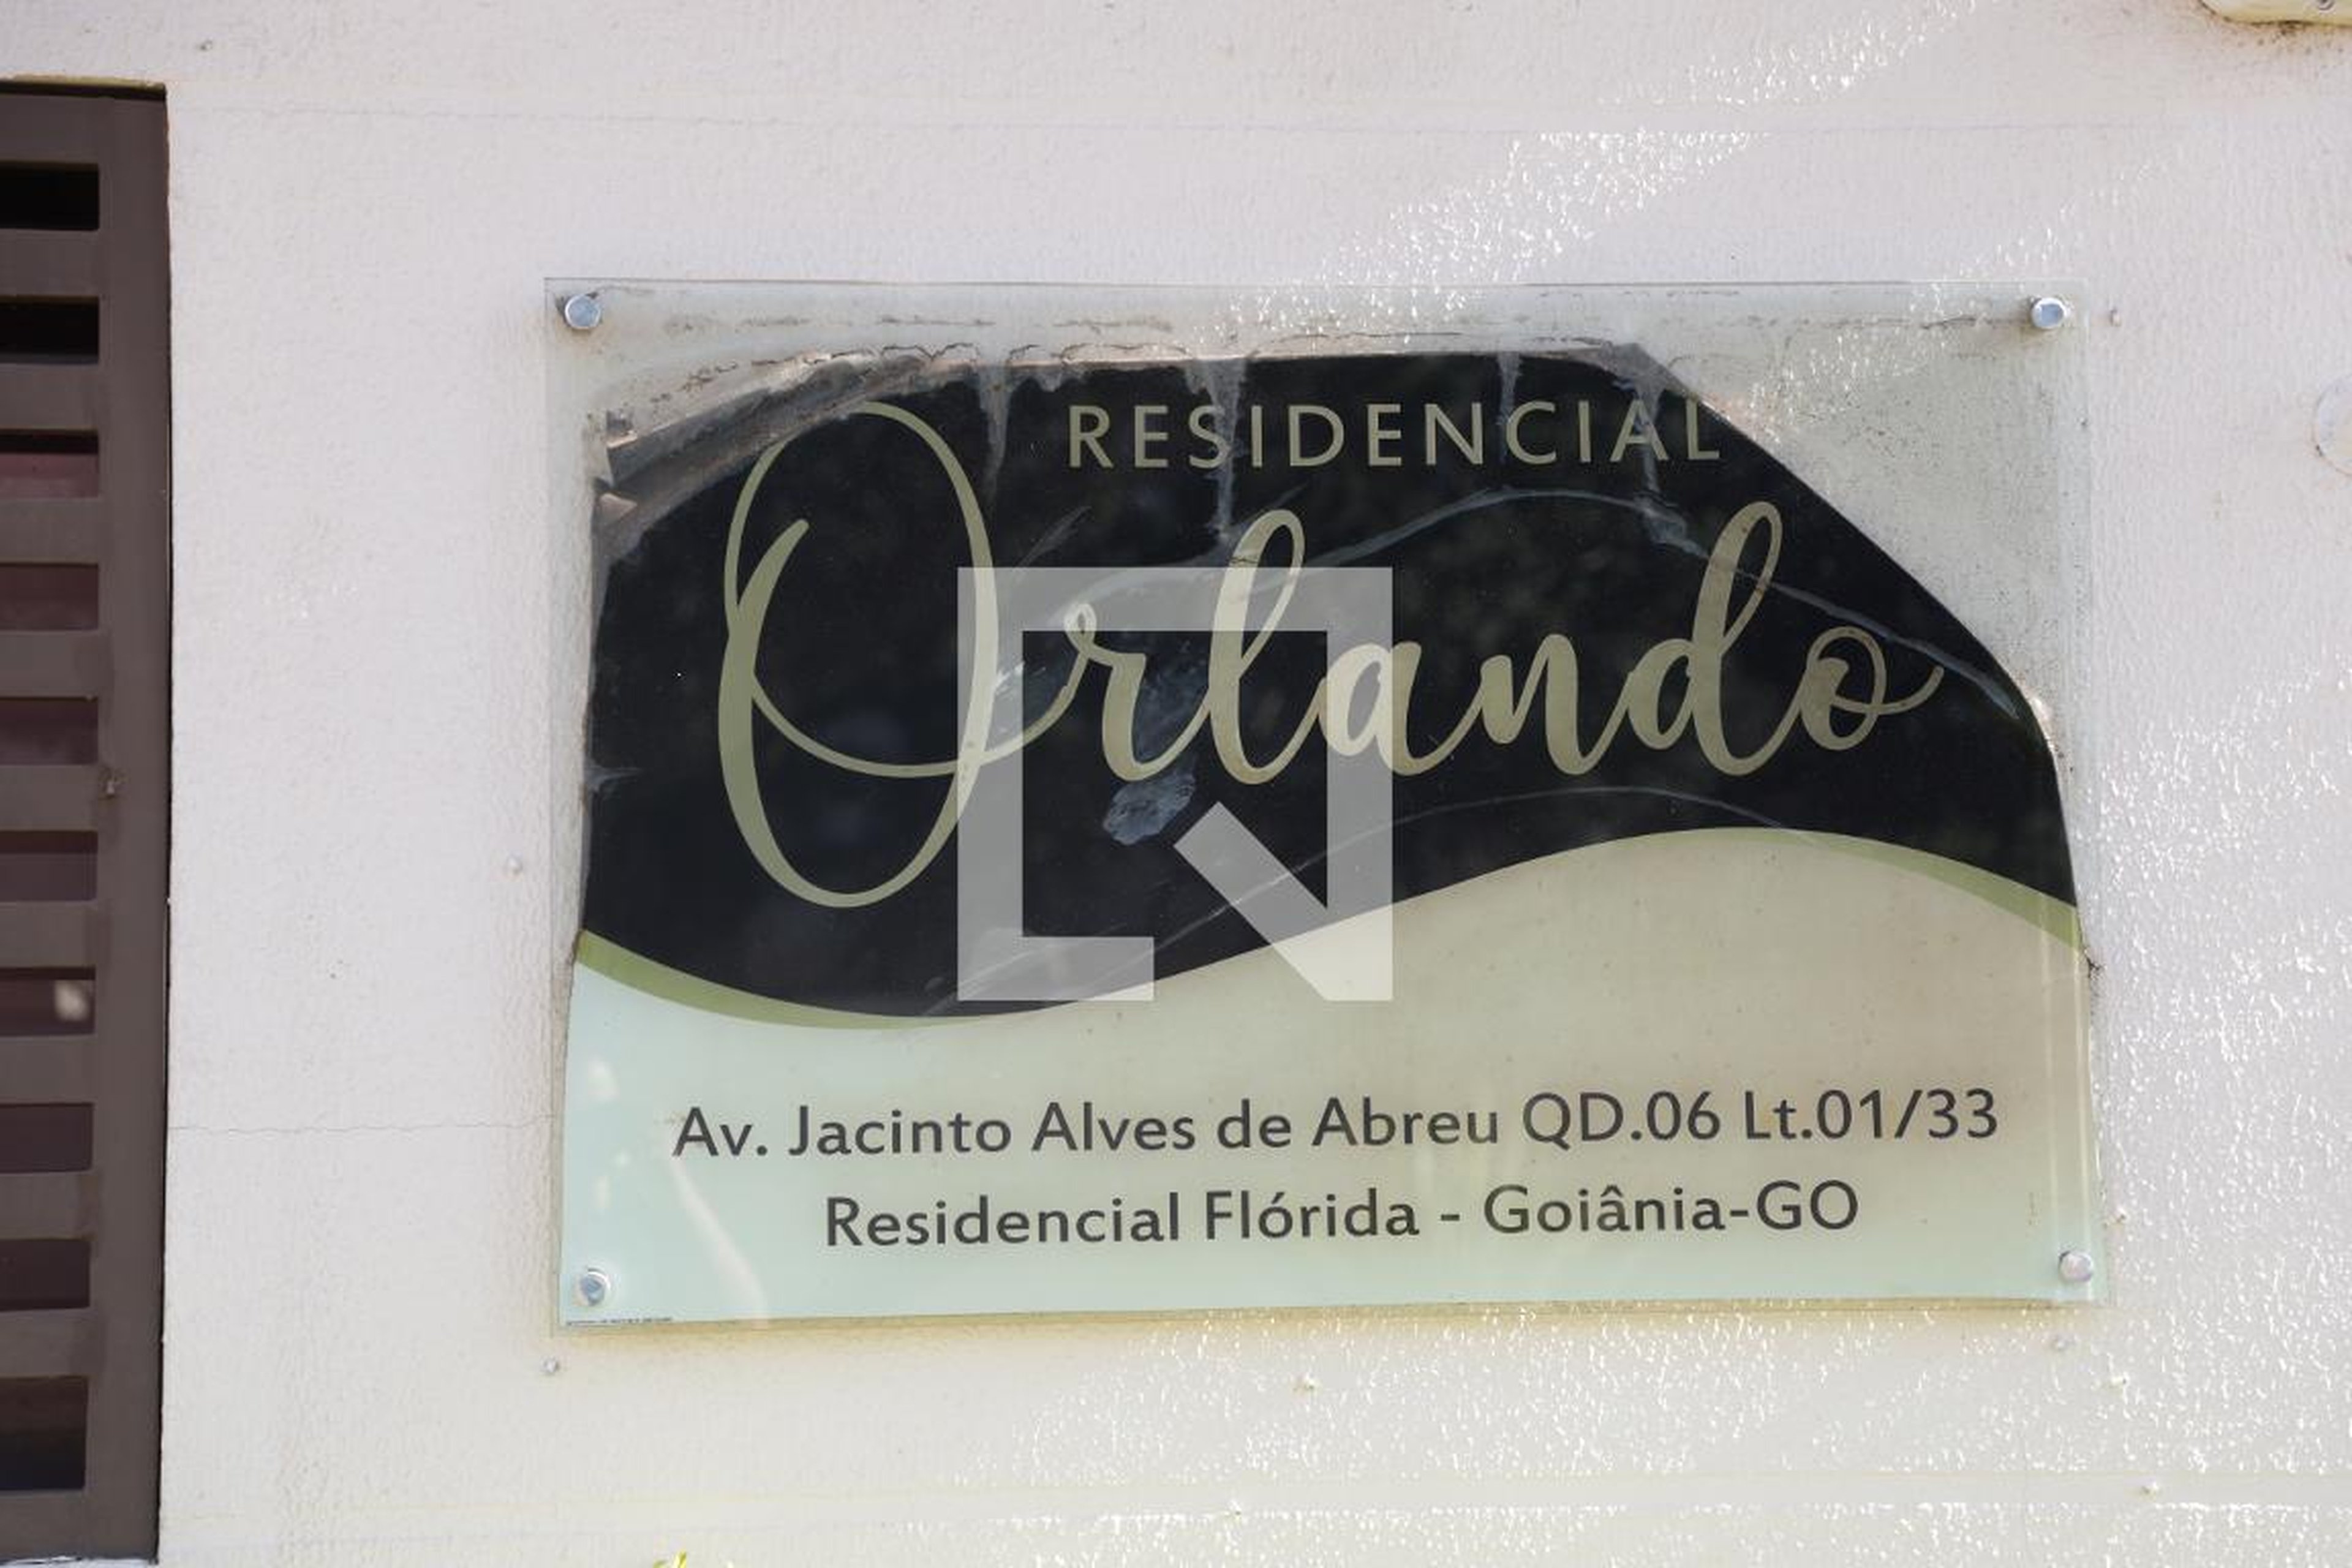 RESIDENCIAL
Orlando
Av. Jacinto Alves de Abreu QD.06 Lt.01/33
Residencial Flórida - Goiânia-GO